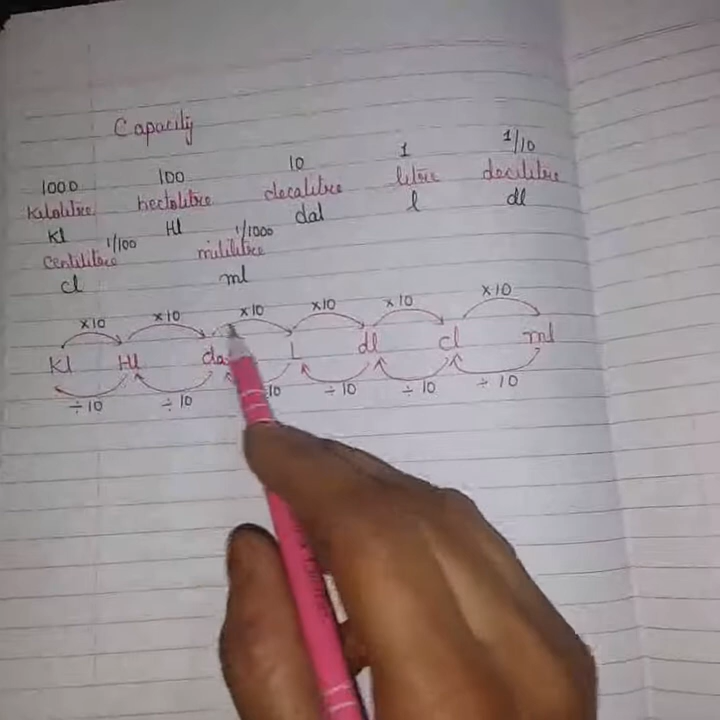 Capacity
1000 100 10 1 1/10
kilolitre hectolitre decalitre litre decilitre
Kl Hl dal l dl
1/100 1/1000
centilitre mililitre
cl ml
×10 ×10 ×10 ×10 ×10 ×10
Kl Hl da L dl cl ml
÷10 ÷10 10 ÷10 ÷10 ÷10